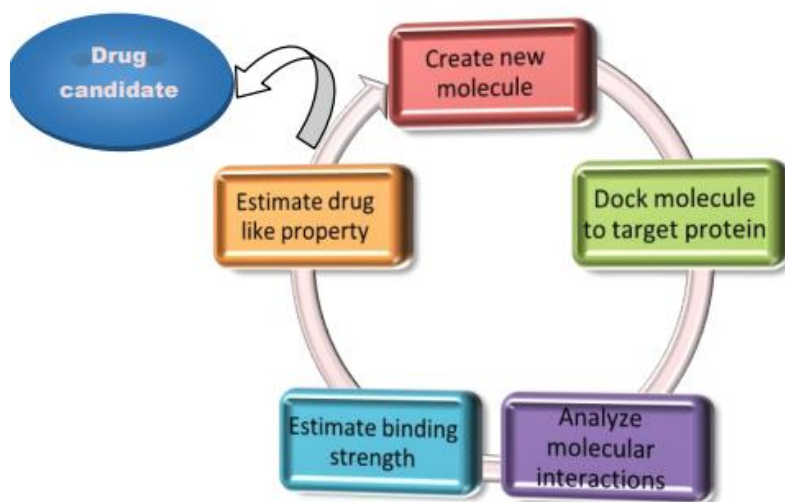 Drug
candidate
Create new
molecule
Dock molecule
to target protein
Analyze
molecular
interactions
Estimate binding
strength
Estimate drug
like property